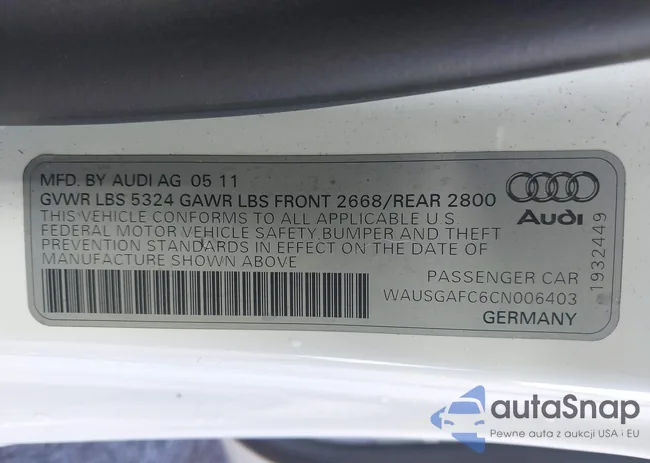 MFD. BY AUDI AG 05 11
GVWR LBS 5324 GAWR LBS FRONT 2668/REAR 2800
THIS VEHICLE CONFORMS TO ALL APPLICABLE U.S.
FEDERAL MOTOR VEHICLE SAFETY, BUMPER AND THEFT
PREVENTION STANDARDS IN EFFECT ON THE DATE OF
MANUFACTURE SHOWN ABOVE
Audi
1932449
PASSENGER CAR
WAUSGAFC6CN006403
GERMANY
autaSnap
Pewne auta z aukcji USA i EU